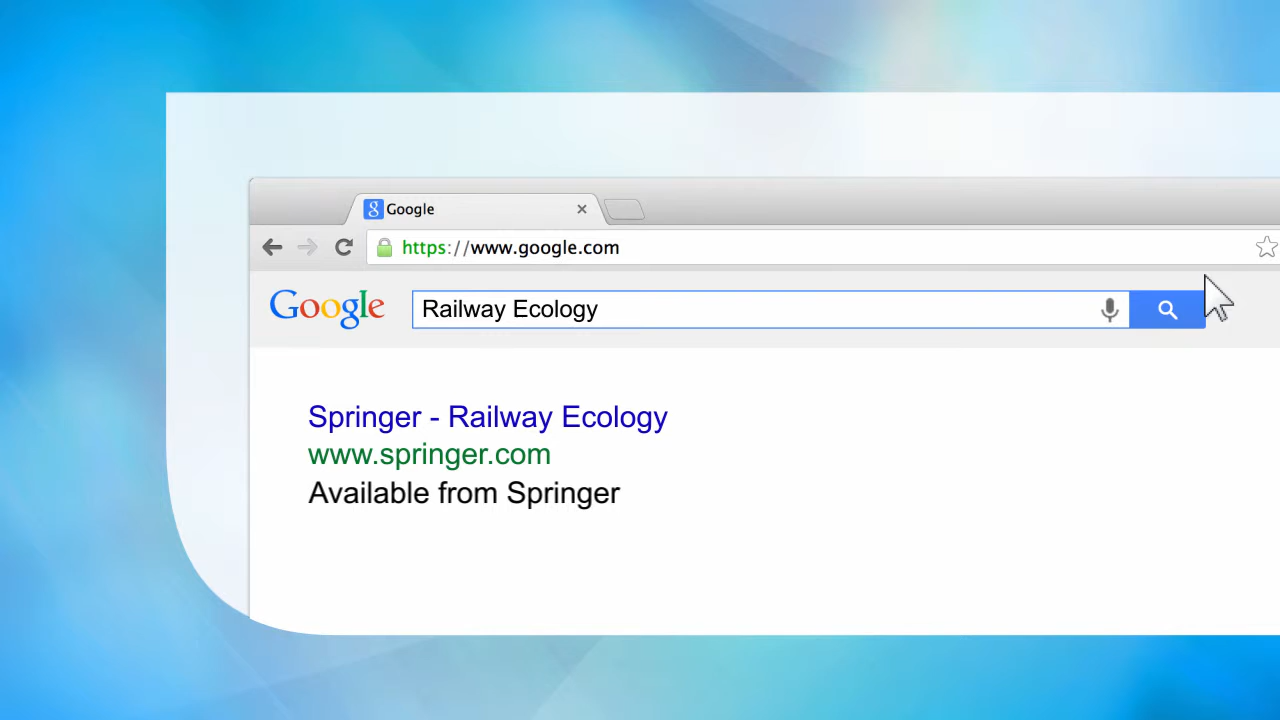 Google
https://www.google.com
Google
Railway Ecology
Springer - Railway Ecology
www.springer.com
Available from Springer